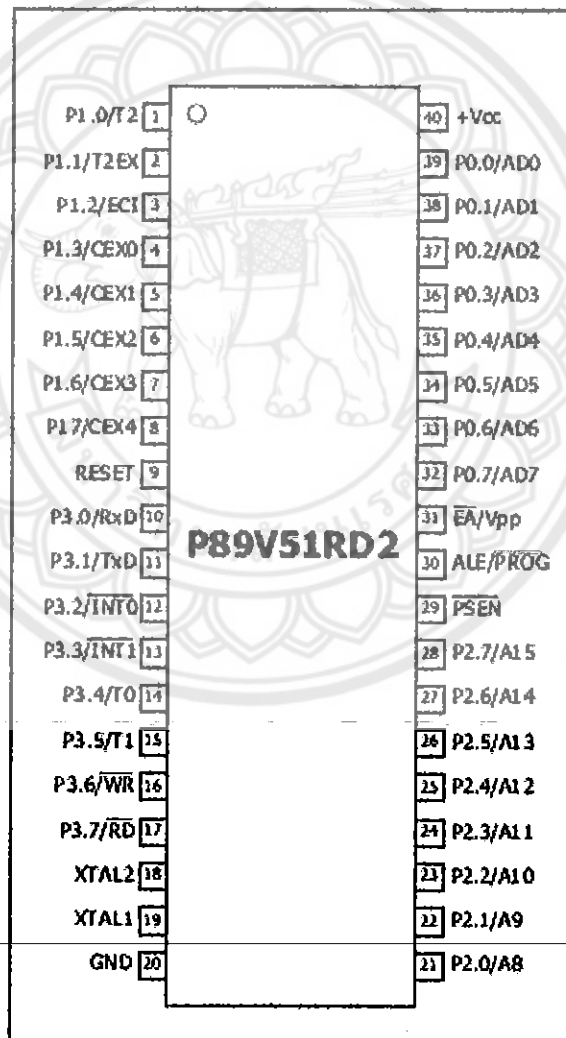 P1.0/T2 1 40 +Vcc
P1.1/T2EX 2 39 P0.0/AD0
P1.2/ECI 3 38 P0.1/AD1
P1.3/CEX0 4 37 P0.2/AD2
P1.4/CEX1 5 36 P0.3/AD3
P1.5/CEX2 6 35 P0.4/AD4
P1.6/CEX3 7 34 P0.5/AD5
P17/CEX4 8 33 P0.6/AD6
RESET 9 32 P0.7/AD7
P3.0/RxD 10 31 E̅A̅/Vpp
P89V51RD2
P3.1/TxD 11 30 ALE/P̅R̅O̅G̅
P3.2/I̅N̅T̅0̅ 12 29 P̅S̅E̅N̅
P3.3/I̅N̅T̅1̅ 13 28 P2.7/A15
P3.4/T0 14 27 P2.6/A14
P3.5/T1 15 26 P2.5/A13
P3.6/W̅R̅ 16 25 P2.4/A12
P3.7/R̅D̅ 17 24 P2.3/A11
XTAL2 18 23 P2.2/A10
XTAL1 19 22 P2.1/A9
GND 20 21 P2.0/A8